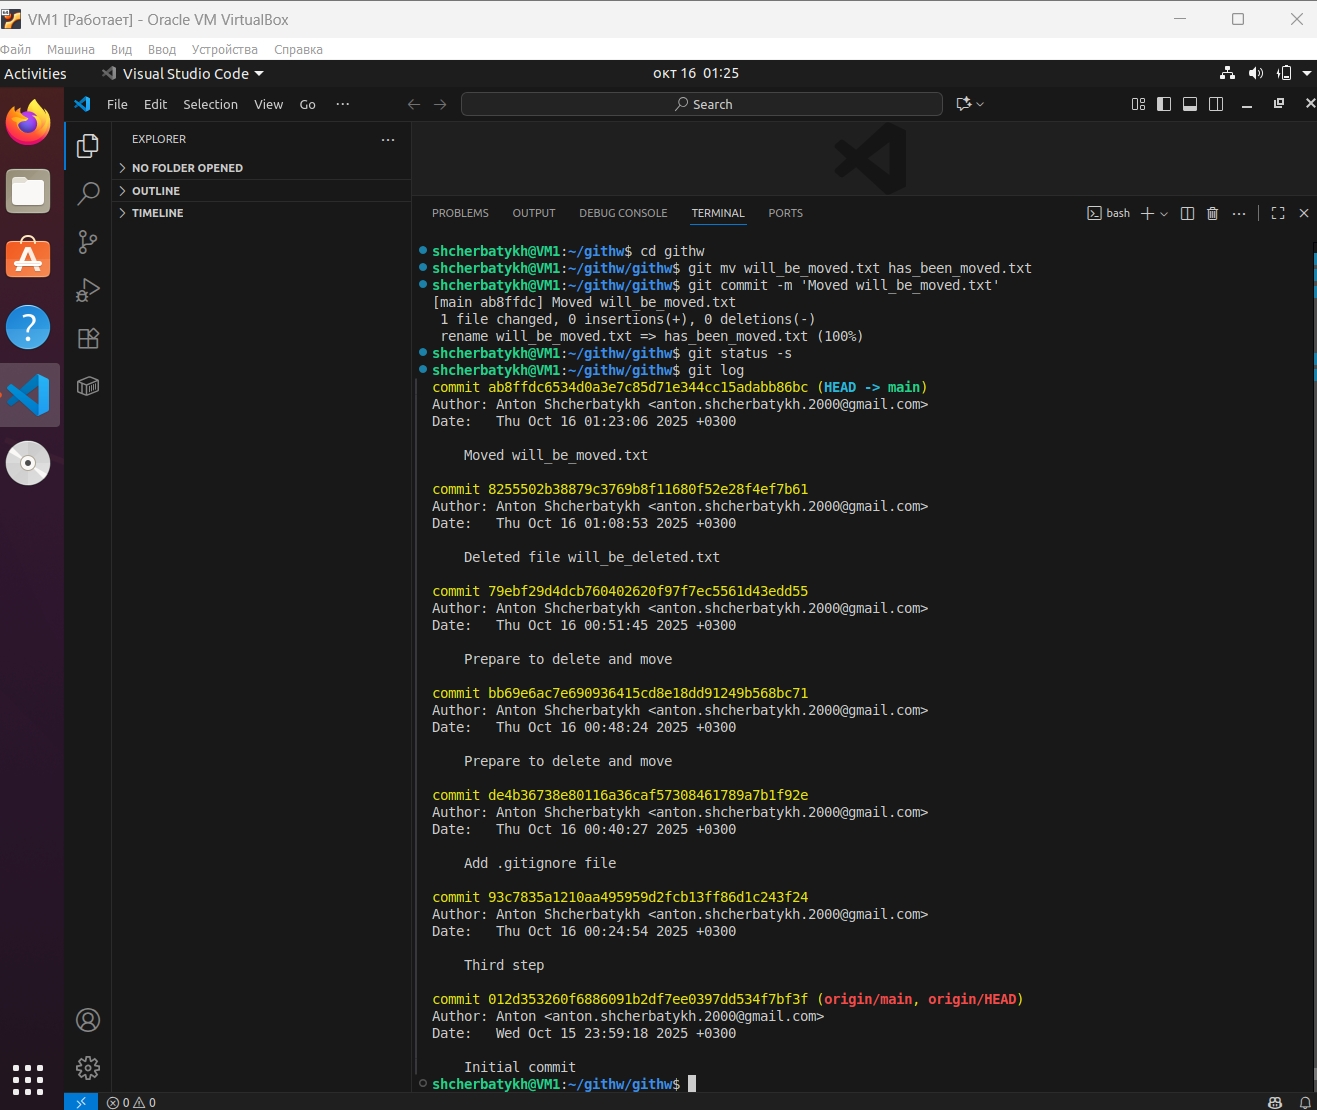 VM1 [Работает] - Oracle VM VirtualBox
Файл Машина Вид Ввод Устройства Справка
Activities Visual Studio Code окт 16 01:25
File Edit Selection View Go ··· Search
EXPLORER ···
NO FOLDER OPENED
OUTLINE
TIMELINE
PROBLEMS OUTPUT DEBUG CONSOLE TERMINAL PORTS bash ···
shcherbatykh@VM1:~/githw$ cd githw
shcherbatykh@VM1:~/githw/githw$ git mv will_be_moved.txt has_been_moved.txt
shcherbatykh@VM1:~/githw/githw$ git commit -m 'Moved will_be_moved.txt'
[main ab8ffdc] Moved will_be_moved.txt
 1 file changed, 0 insertions(+), 0 deletions(-)
 rename will_be_moved.txt => has_been_moved.txt (100%)
shcherbatykh@VM1:~/githw/githw$ git status -s
shcherbatykh@VM1:~/githw/githw$ git log
commit ab8ffdc6534d0a3e7c85d71e344cc15adabb86bc (HEAD -> main)
Author: Anton Shcherbatykh <anton.shcherbatykh.2000@gmail.com>
Date:   Thu Oct 16 01:23:06 2025 +0300
    Moved will_be_moved.txt
commit 8255502b38879c3769b8f11680f52e28f4ef7b61
Author: Anton Shcherbatykh <anton.shcherbatykh.2000@gmail.com>
Date:   Thu Oct 16 01:08:53 2025 +0300
    Deleted file will_be_deleted.txt
commit 79ebf29d4dcb760402620f97f7ec5561d43edd55
Author: Anton Shcherbatykh <anton.shcherbatykh.2000@gmail.com>
Date:   Thu Oct 16 00:51:45 2025 +0300
    Prepare to delete and move
commit bb69e6ac7e690936415cd8e18dd91249b568bc71
Author: Anton Shcherbatykh <anton.shcherbatykh.2000@gmail.com>
Date:   Thu Oct 16 00:48:24 2025 +0300
    Prepare to delete and move
commit de4b36738e80116a36caf57308461789a7b1f92e
Author: Anton Shcherbatykh <anton.shcherbatykh.2000@gmail.com>
Date:   Thu Oct 16 00:40:27 2025 +0300
    Add .gitignore file
commit 93c7835a1210aa495959d2fcb13ff86d1c243f24
Author: Anton Shcherbatykh <anton.shcherbatykh.2000@gmail.com>
Date:   Thu Oct 16 00:24:54 2025 +0300
    Third step
commit 012d353260f6886091b2df7ee0397dd534f7bf3f (origin/main, origin/HEAD)
Author: Anton <anton.shcherbatykh.2000@gmail.com>
Date:   Wed Oct 15 23:59:18 2025 +0300
    Initial commit
shcherbatykh@VM1:~/githw/githw$
0 0